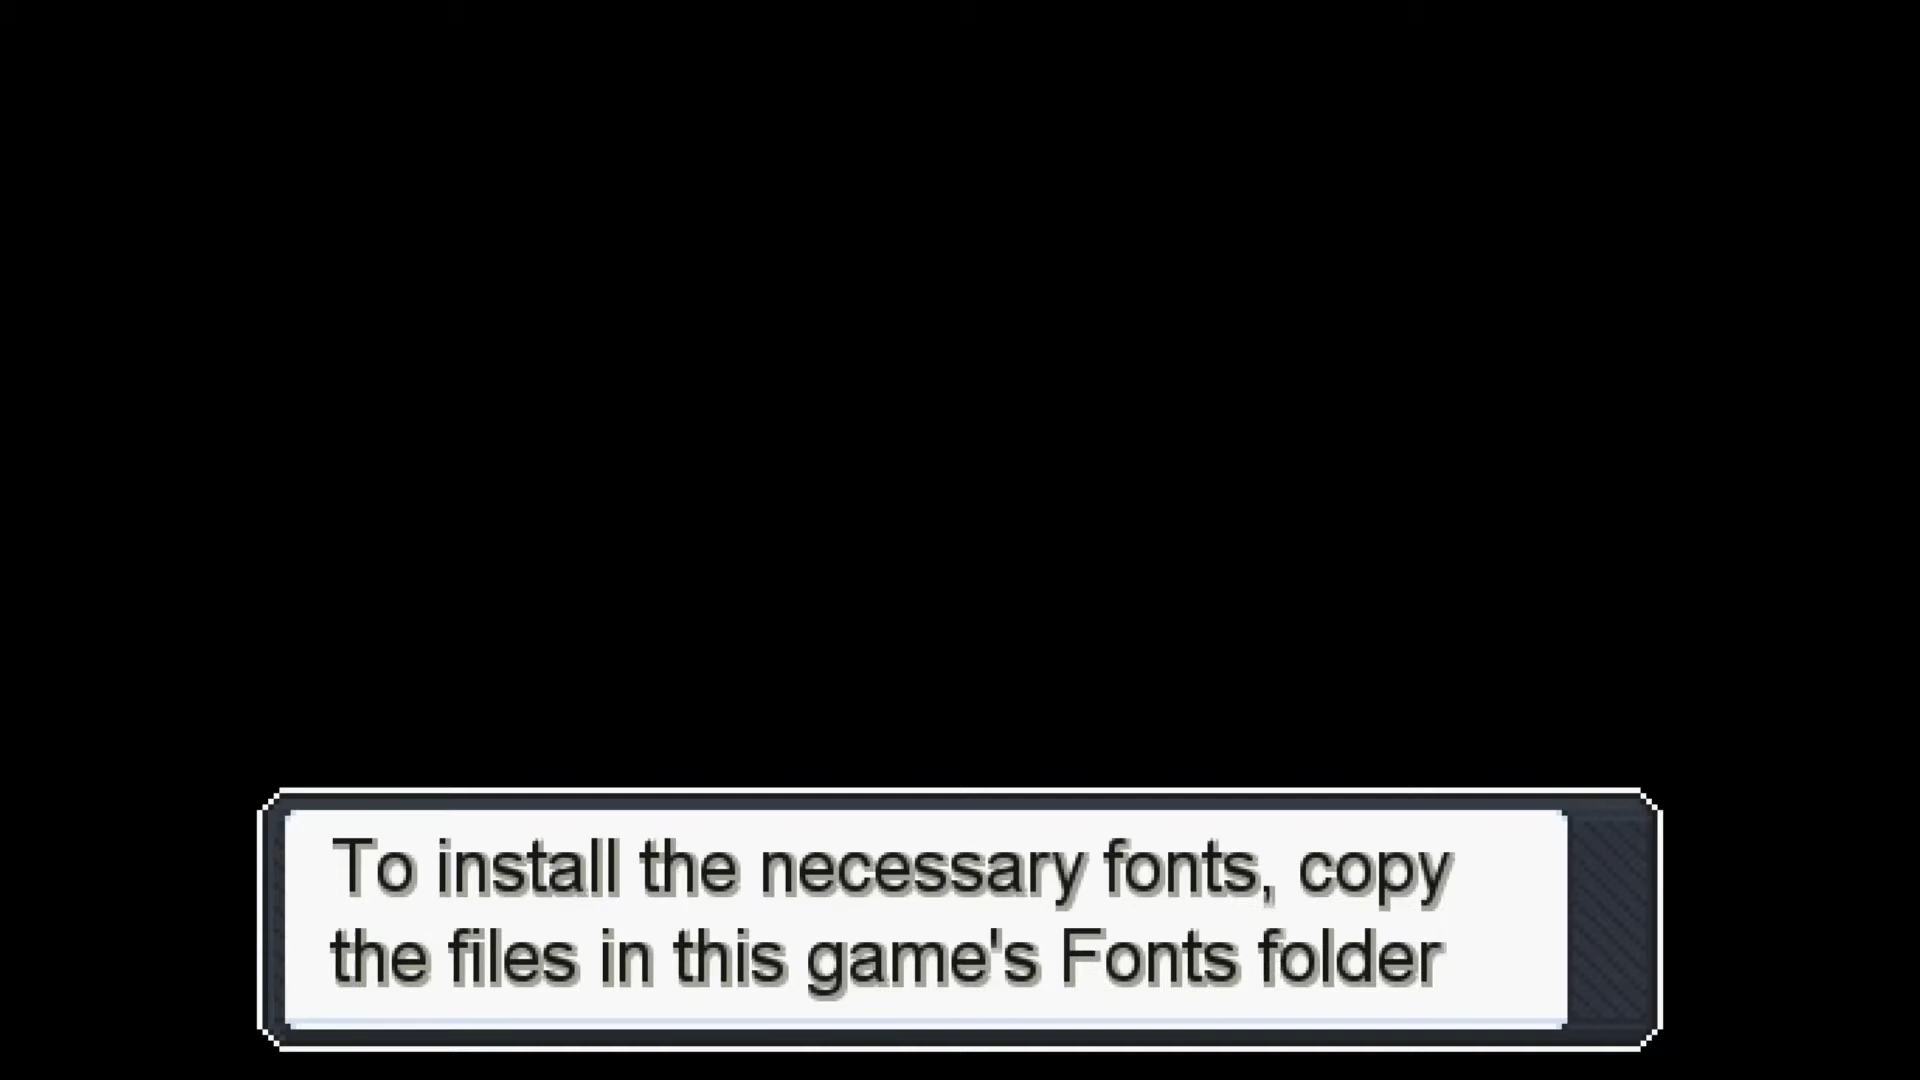 To install the necessary fonts, copy
the files in this game's Fonts folder